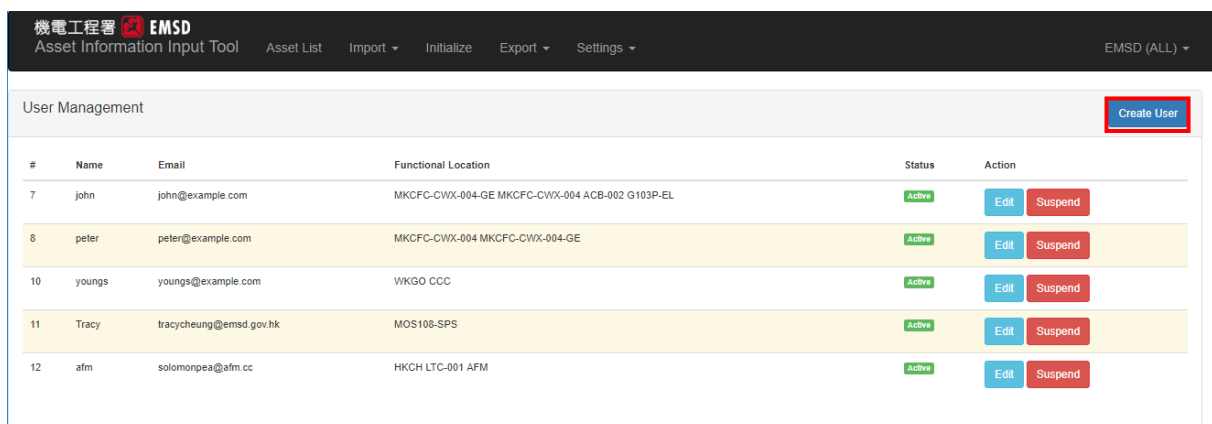 機電工程署 EMSD
Asset Information Input Tool Asset List Import Initialize Export Settings EMSD (ALL)
User Management Create User
# Name Email Functional Location Status Action
7 john john@example.com MKCFC-CWX-004-GE MKCFC-CWX-004 ACB-002 G103P-EL Active Edit Suspend
8 peter peter@example.com MKCFC-CWX-004 MKCFC-CWX-004-GE Active Edit Suspend
10 youngs youngs@example.com WKGO CCC Active Edit Suspend
11 Tracy tracycheung@emsd.gov.hk MOS108-SPS Active Edit Suspend
12 afm solomonpea@afm.cc HKCH LTC-001 AFM Active Edit Suspend